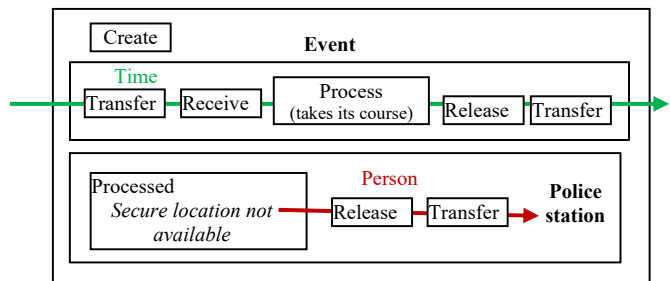 Create
Event
Time
Transfer
Receive
Process
(takes its course)
Release
Transfer
Processed
Secure location not
available
Person
Release
Transfer
Police
station